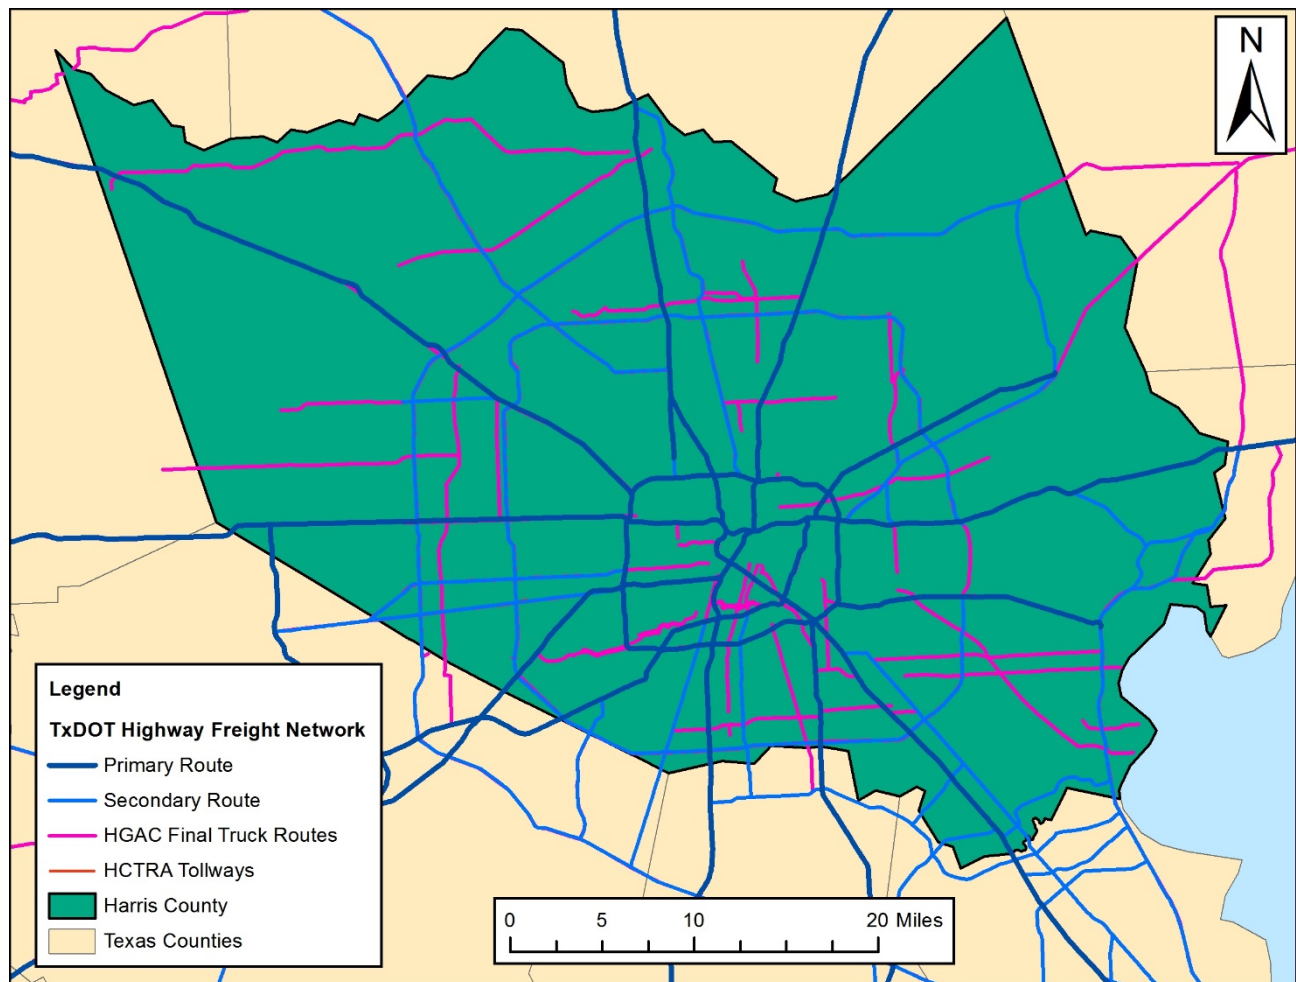 N
Legend
TxDOT Highway Freight Network
Primary Route
Secondary Route
HGAC Final Truck Routes
HCTRA Tollways
Harris County
Texas Counties
0 5 10 20 Miles